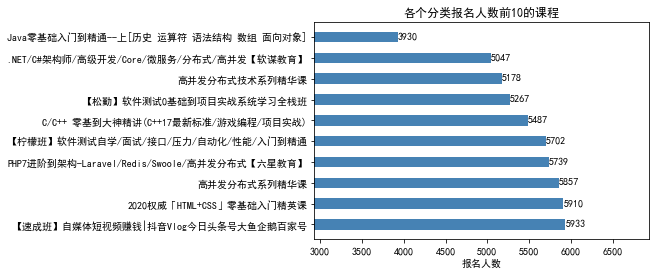 各个分类报名人数前10的课程
Java零基础入门到精通--上[历史 运算符 语法结构 数组 面向对象] 3930
.NET/C#架构师/高级开发/Core/微服务/分布式/高并发【软谋教育】 5047
高并发分布式技术系列精华课 5178
【松勤】软件测试0基础到项目实战系统学习全栈班 5267
C/C++ 零基到大神精讲(C++17最新标准/游戏编程/项目实战) 5487
【柠檬班】软件测试自学/面试/接口/压力/自动化/性能/入门到精通 5702
PHP7进阶到架构-Laravel/Redis/Swoole/高并发分布式【六星教育】 5739
高并发分布式系列精华课 5857
2020权威「HTML+CSS」零基础入门精英课 5910
【速成班】自媒体短视频赚钱|抖音Vlog今日头条号大鱼企鹅百家号 5933
3000 3500 4000 4500 5000 5500 6000 6500
报名人数